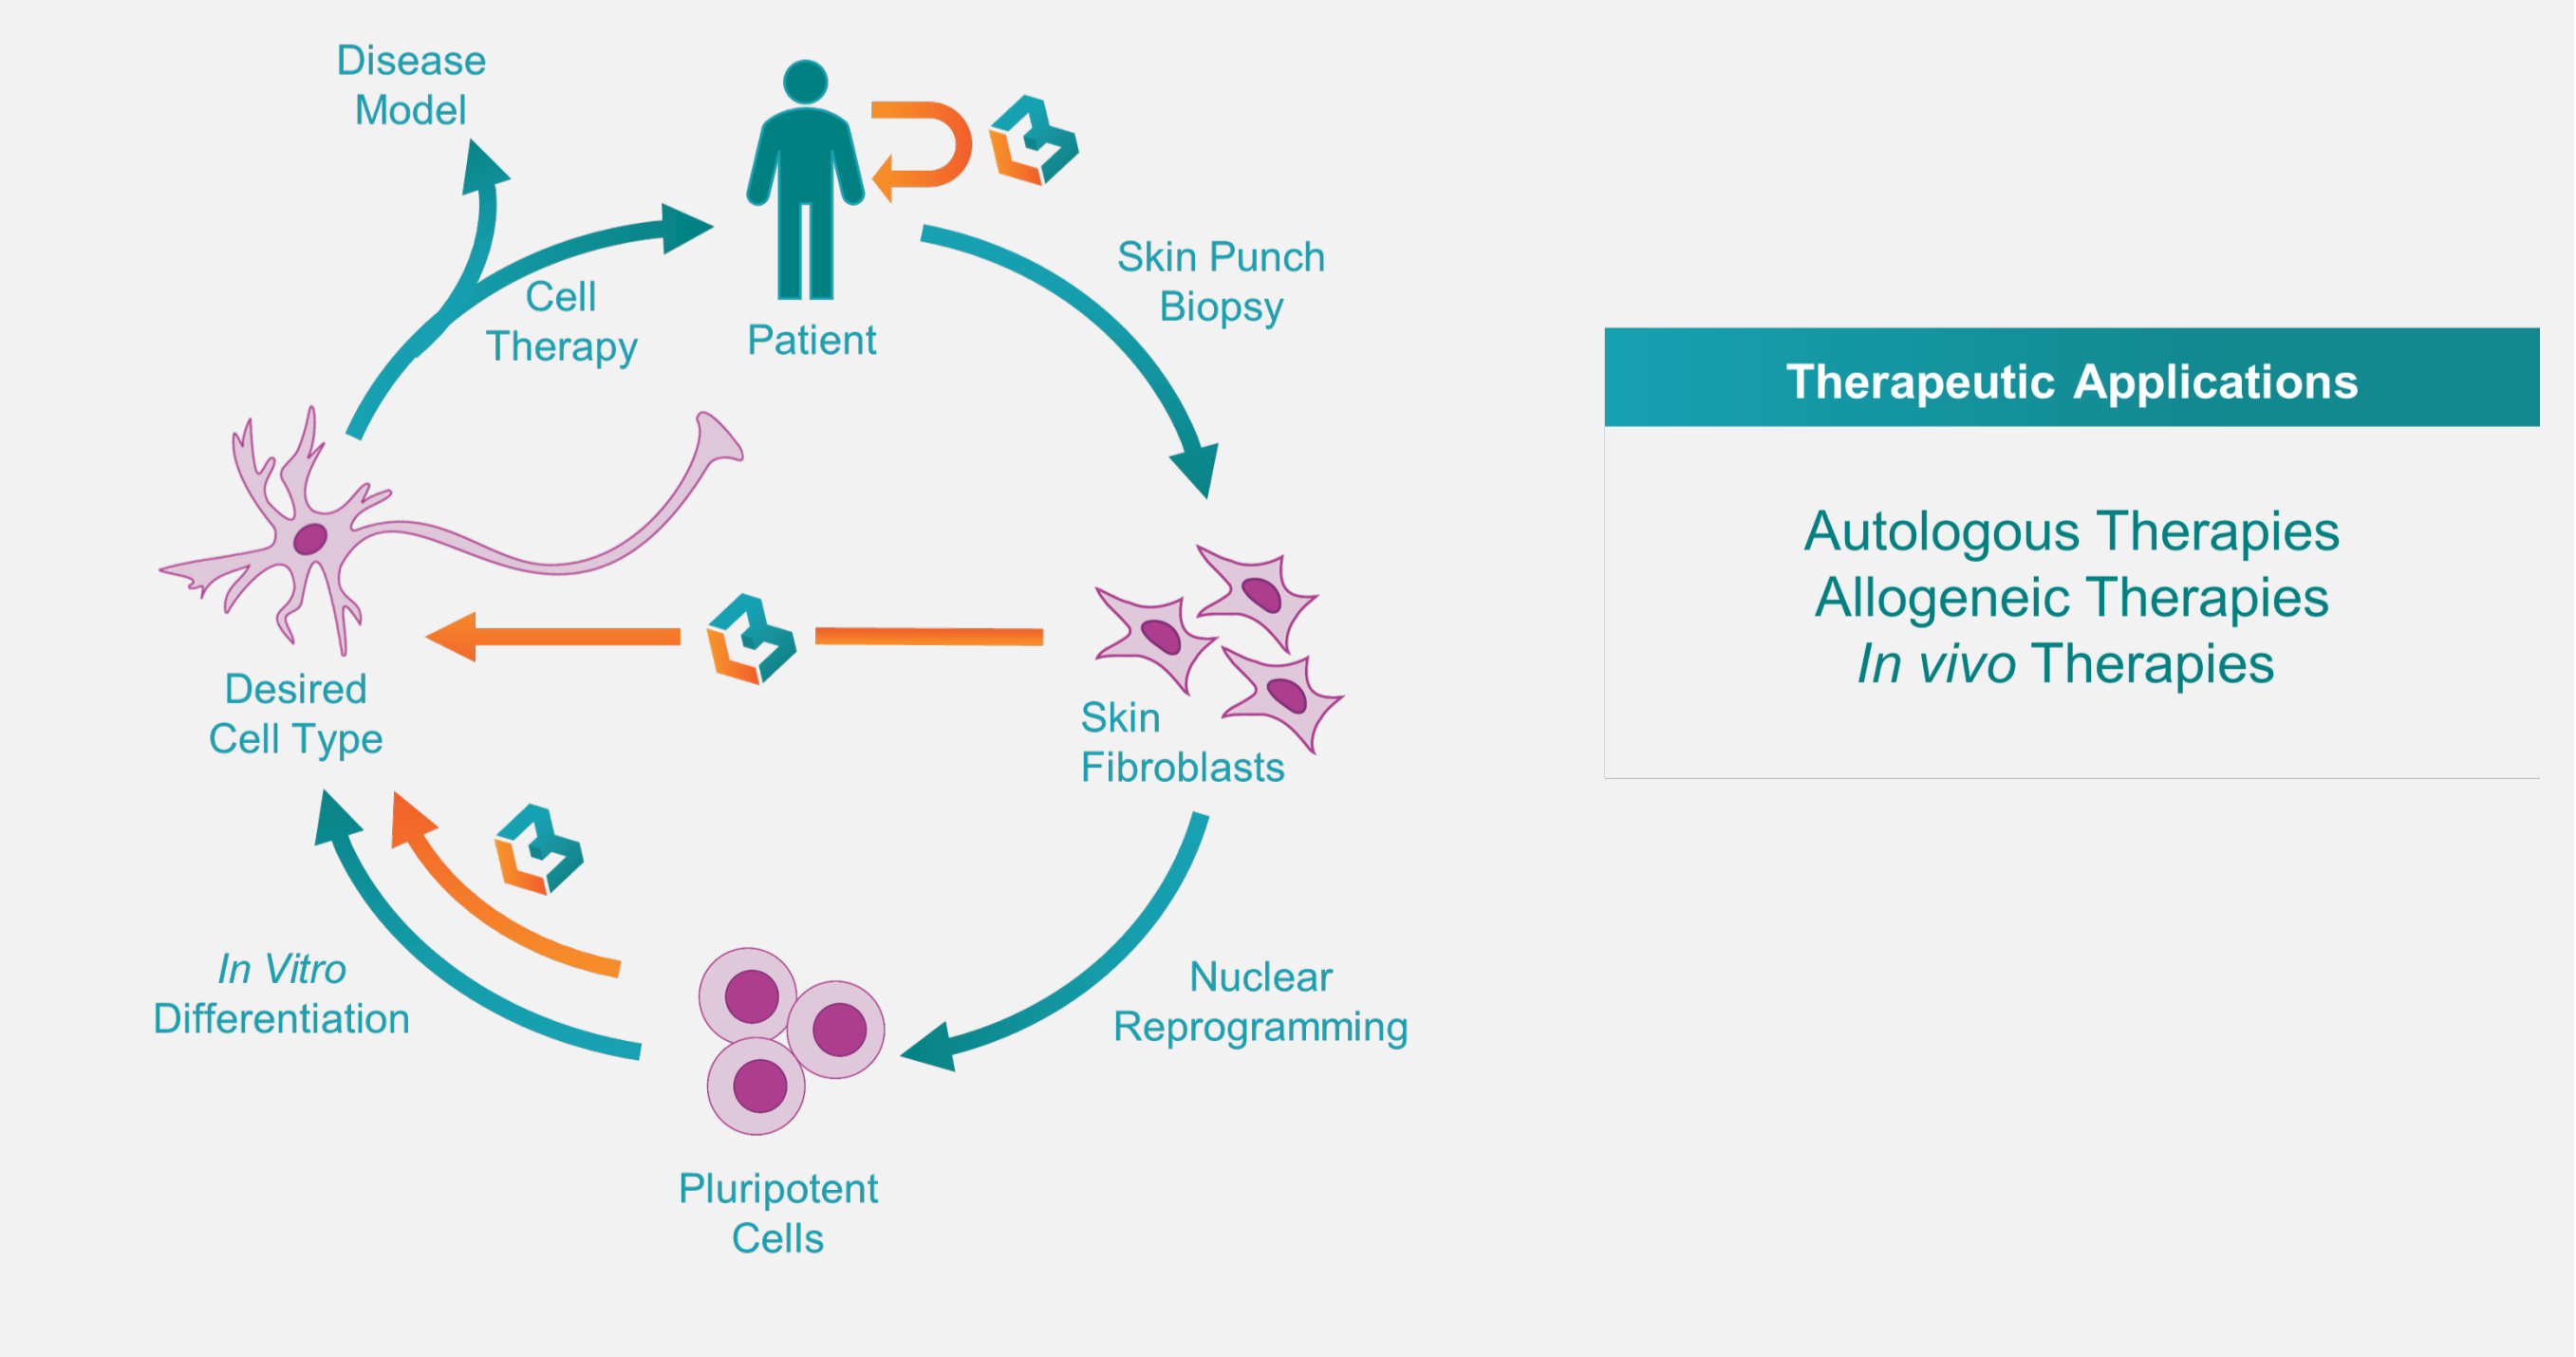 Disease
Model
Cell
Therapy
Patient
Skin Punch
Biopsy
Skin
Fibroblasts
Nuclear
Reprogramming
Pluripotent
Cells
In Vitro
Differentiation
Desired
Cell Type
Therapeutic Applications
Autologous Therapies
Allogeneic Therapies
In vivo Therapies